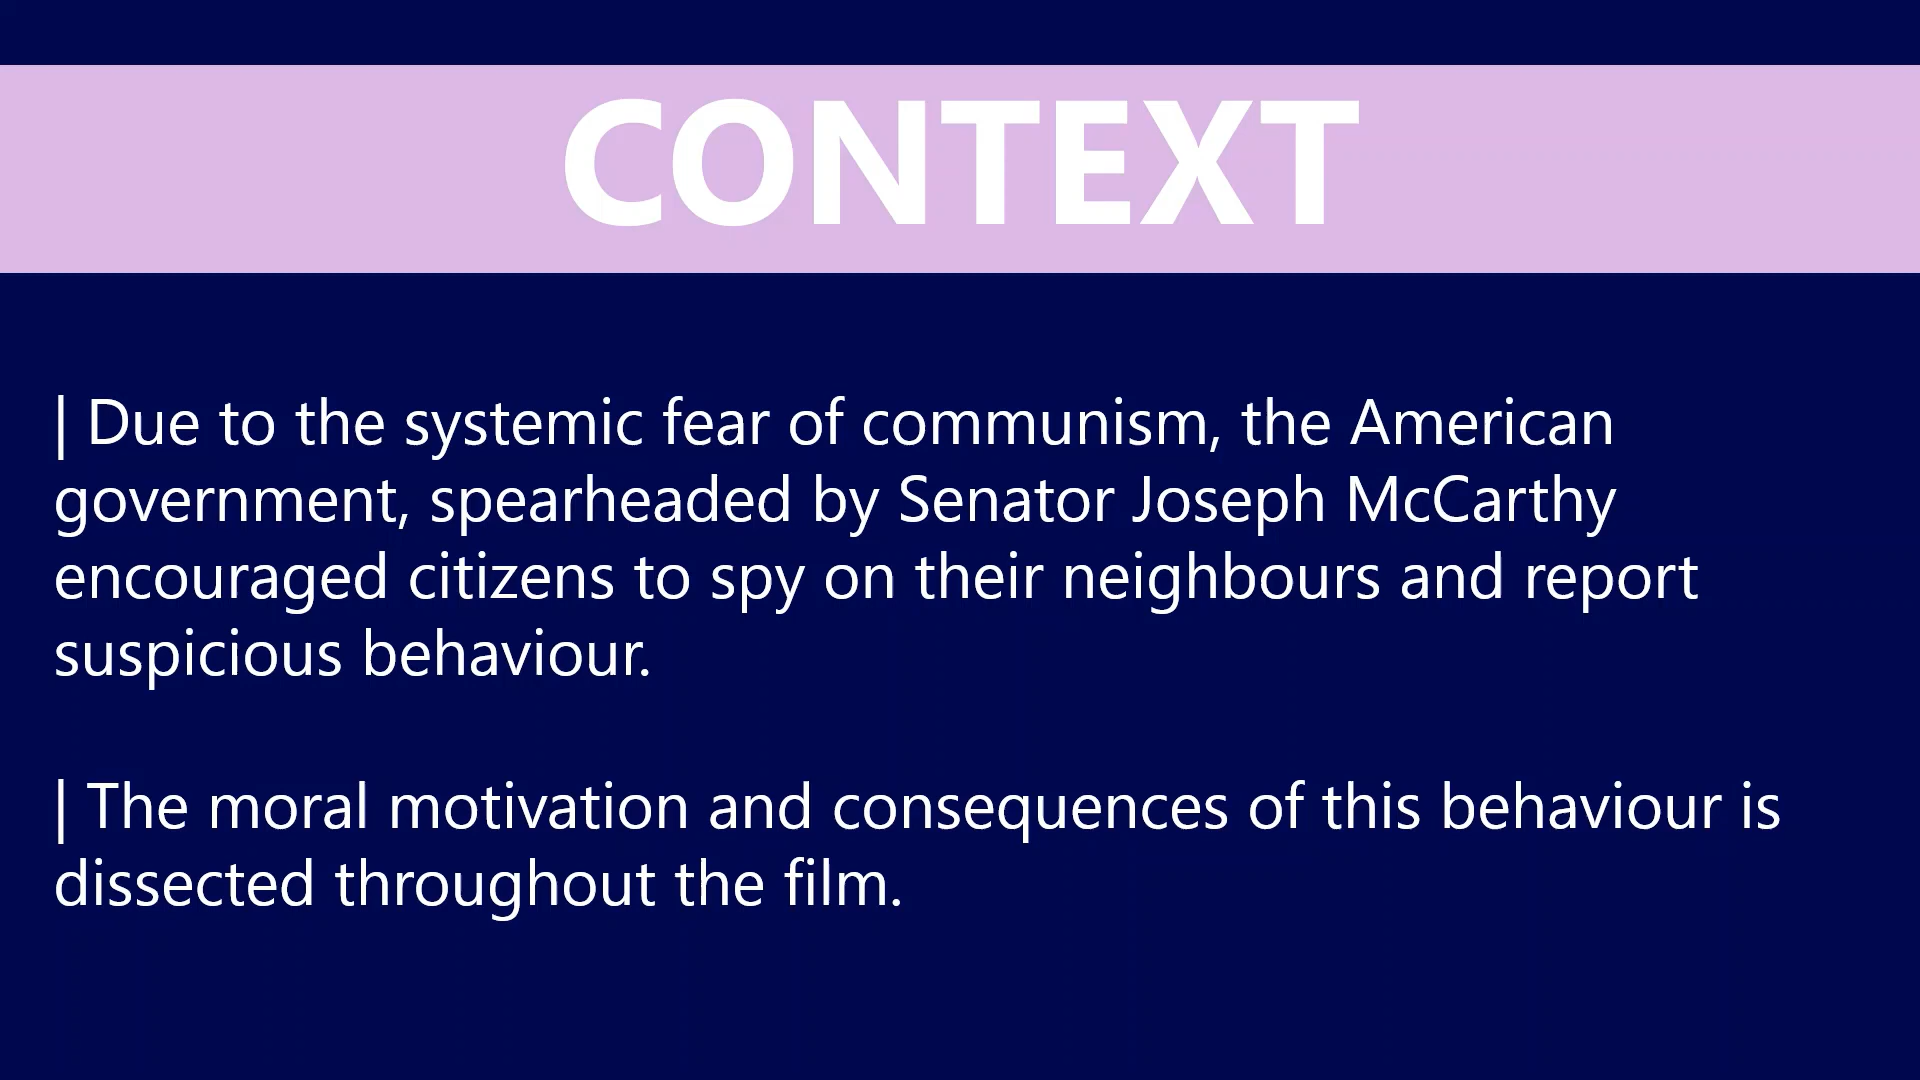 CONTEXT
| Due to the systemic fear of communism, the American
government, spearheaded by Senator Joseph McCarthy
encouraged citizens to spy on their neighbours and report
suspicious behaviour.
| The moral motivation and consequences of this behaviour is
dissected throughout the film.